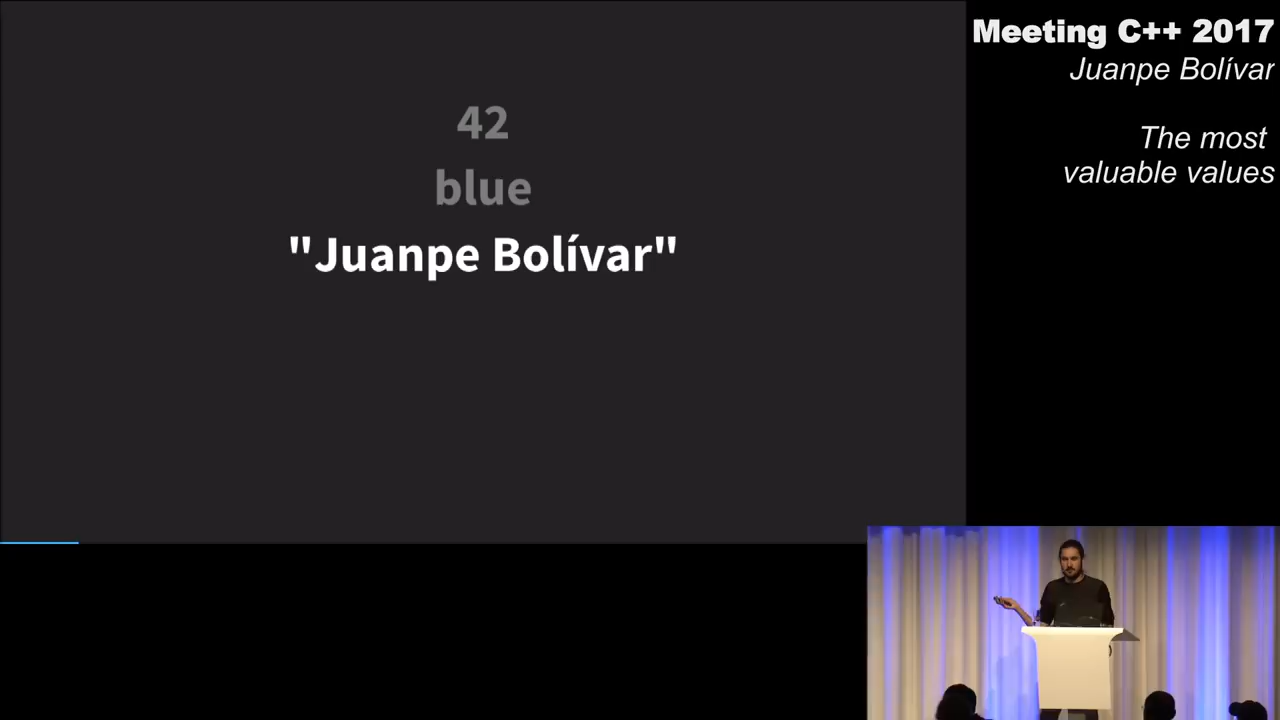 42
blue
"Juanpe Bolívar"
Meeting C++ 2017
Juanpe Bolívar
The most
valuable values